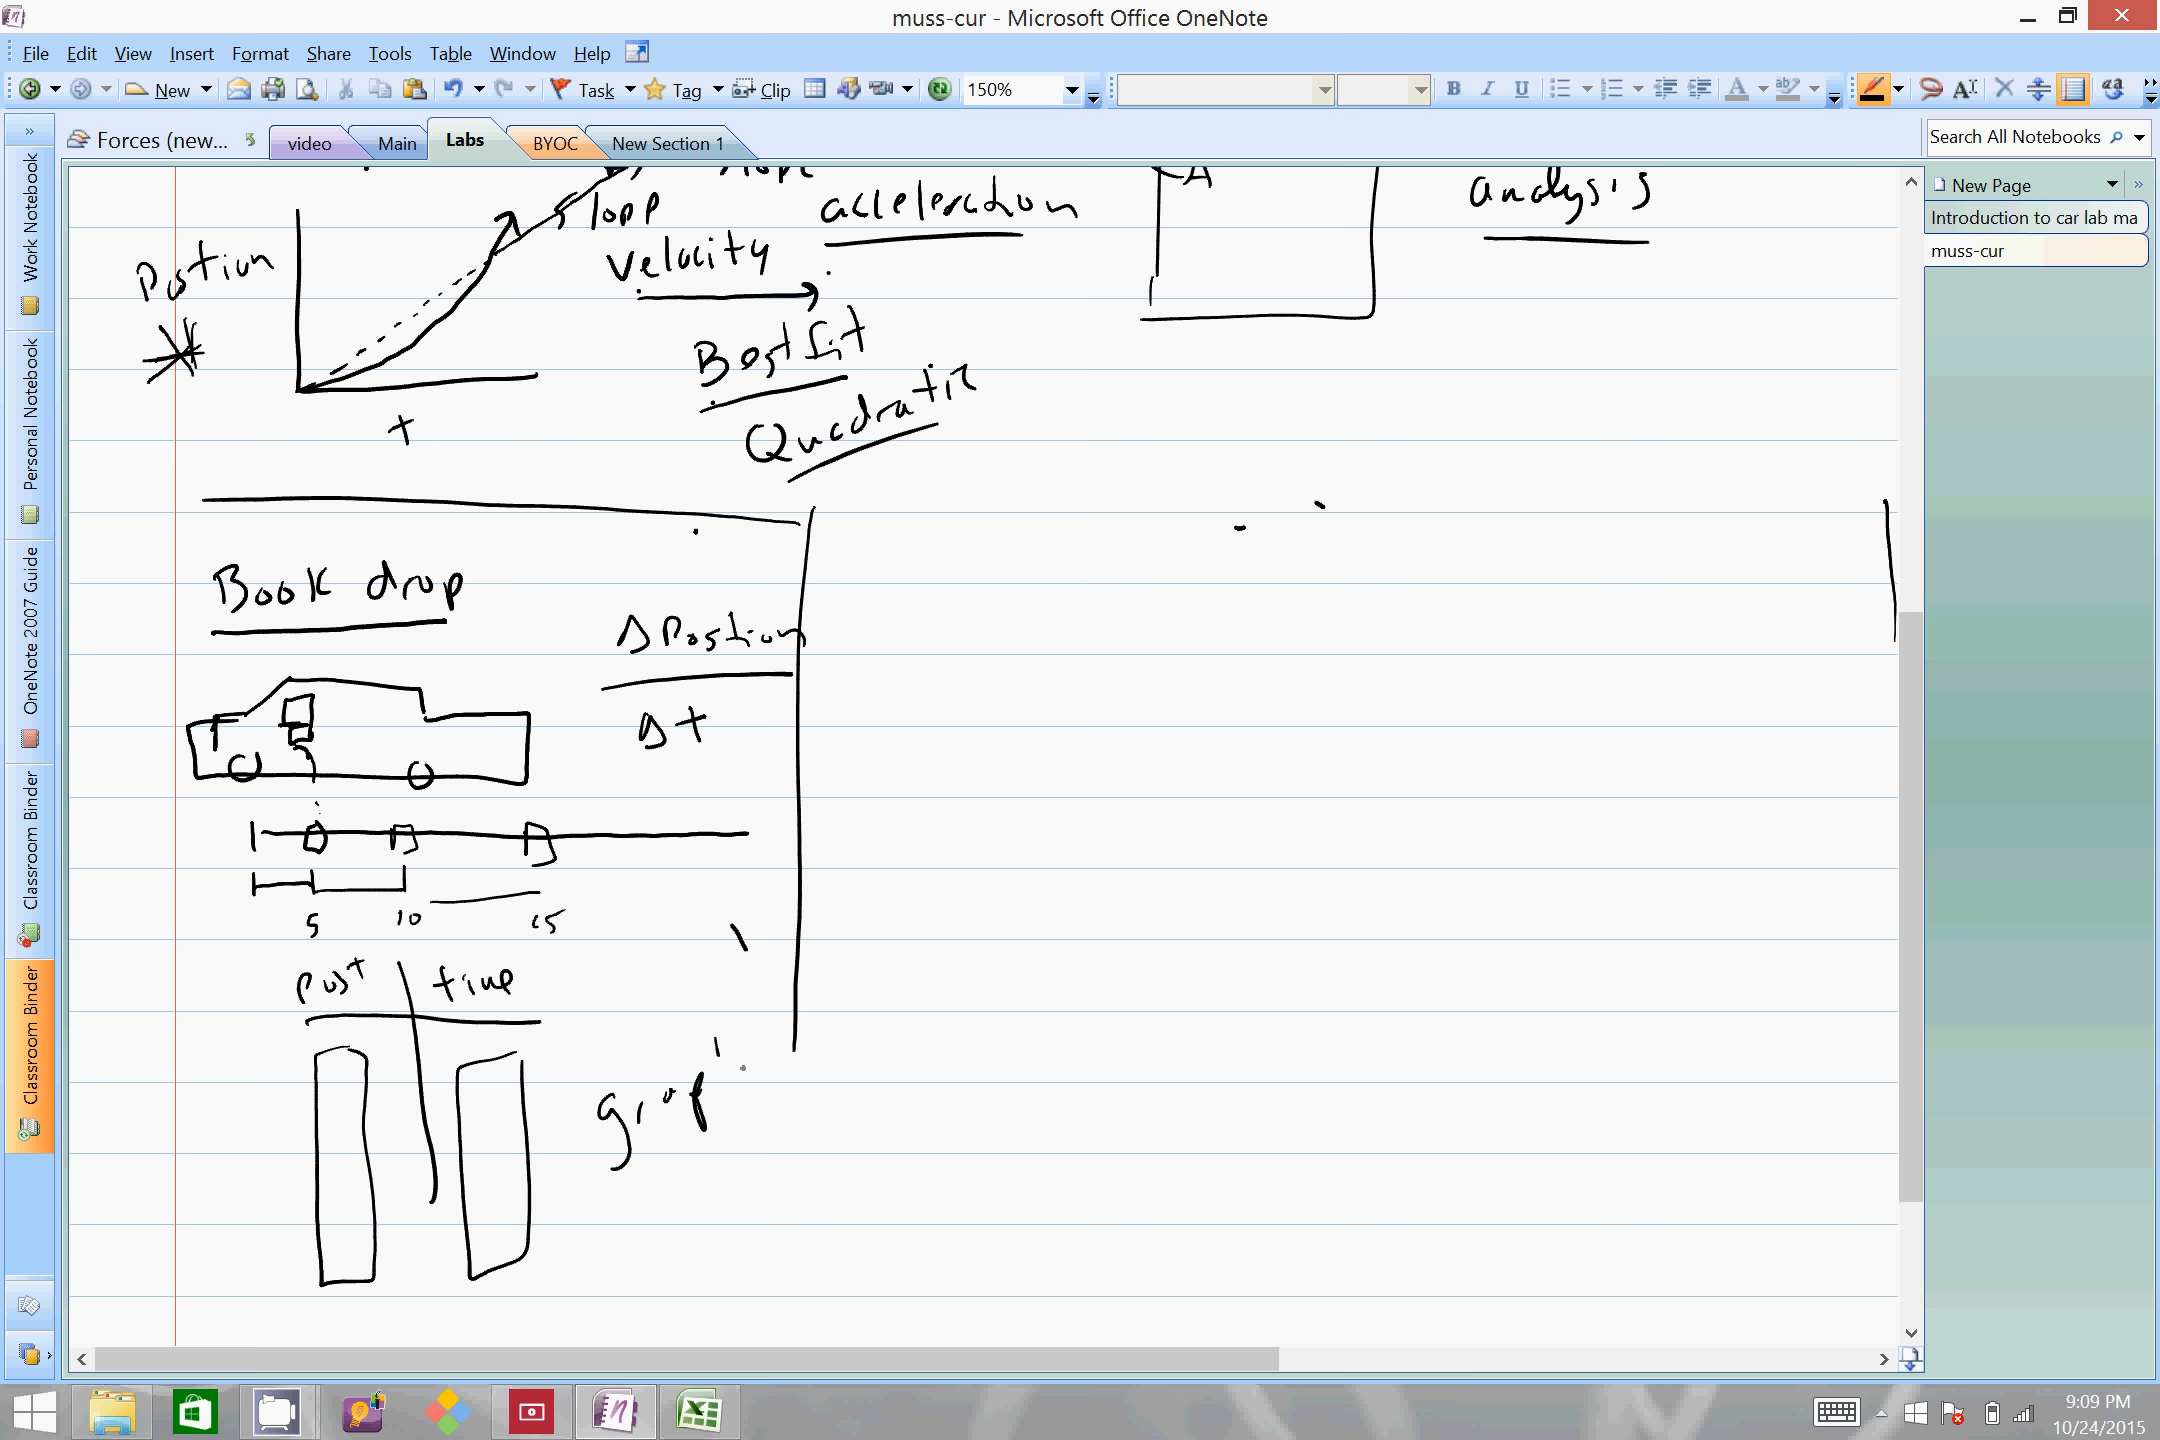 muss-cur - Microsoft Office OneNote
File Edit View Insert Format Share Tools Table Window Help
New Task Tag Clip 150% B I U
Forces (new... video Main Labs BYOC New Section 1
Search All Notebooks
New Page
Introduction to car lab ma
muss-cur
Work Notebook
Personal Notebook
OneNote 2007 Guide
Classroom Binder
Classroom Binder
A
analysis
acceleration
velocity
Postion
Best fit
Quadratic
t
Book drop
Δ Postion
Δ t
5 10 15
post time
grap
9:09 PM
10/24/2015